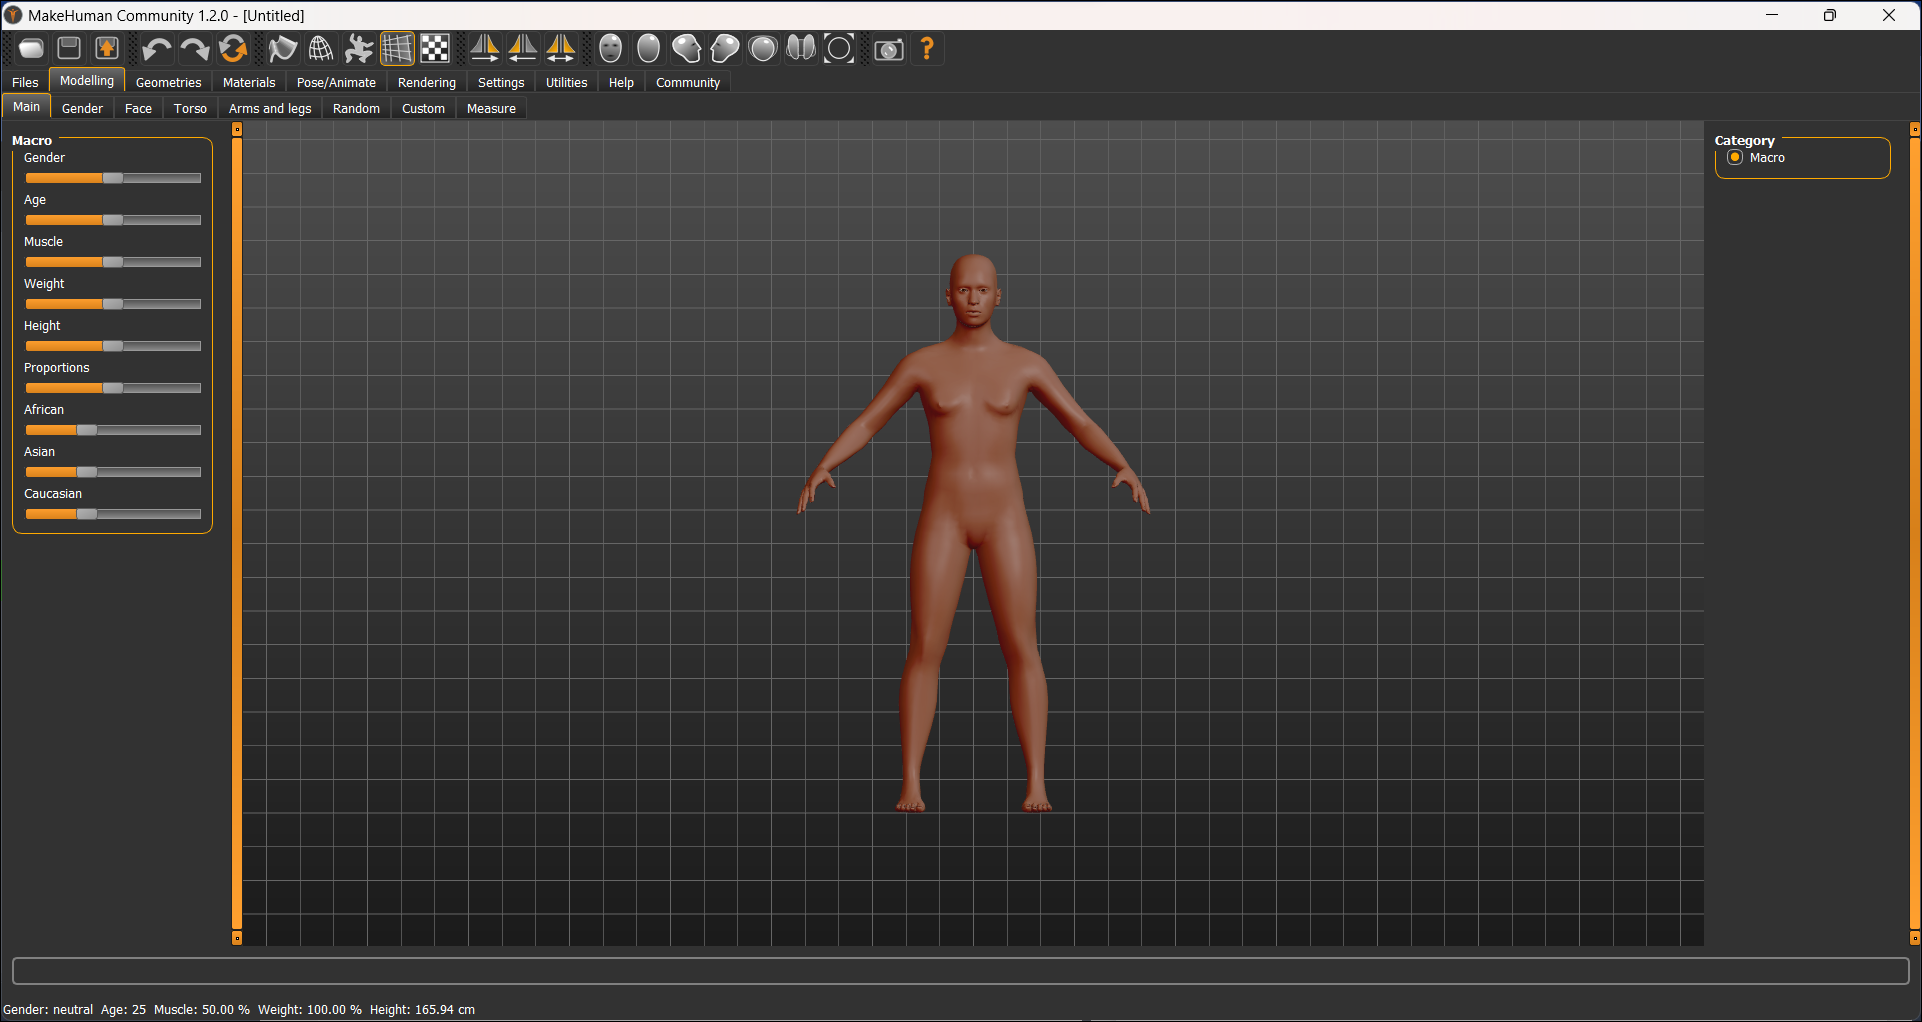 MakeHuman Community 1.2.0 - [Untitled]
Files Modelling Geometries Materials Pose/Animate Rendering Settings Utilities Help Community
Main Gender Face Torso Arms and legs Random Custom Measure
Macro
Gender
Age
Muscle
Weight
Height
Proportions
African
Asian
Caucasian
Category
Macro
Gender: neutral Age: 25 Muscle: 50.00 % Weight: 100.00 % Height: 165.94 cm